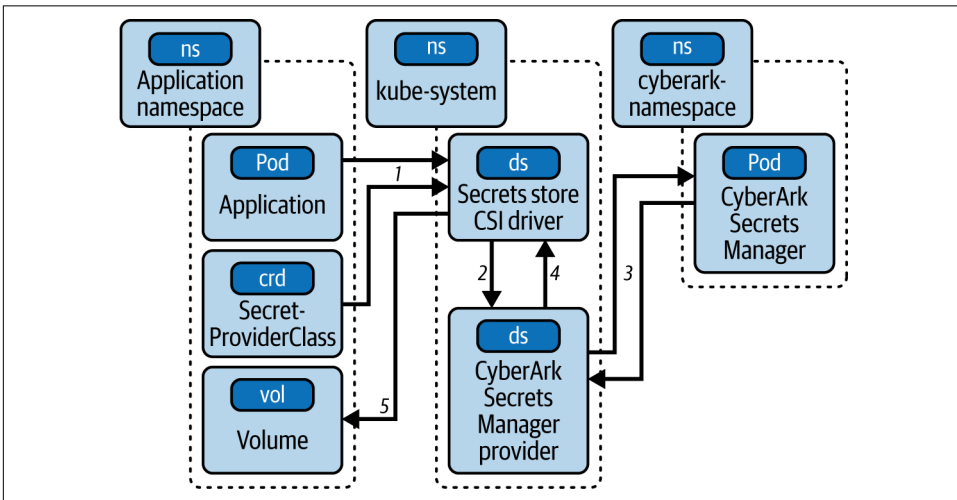 ns
Application
namespace
ns
kube-system
ns
cyberark-
namespace
Pod
Application
1
ds
Secrets store
CSI driver
Pod
CyberArk
Secrets
Manager
crd
Secret-
ProviderClass
2
4
3
ds
CyberArk
Secrets
Manager
provider
vol
Volume
5